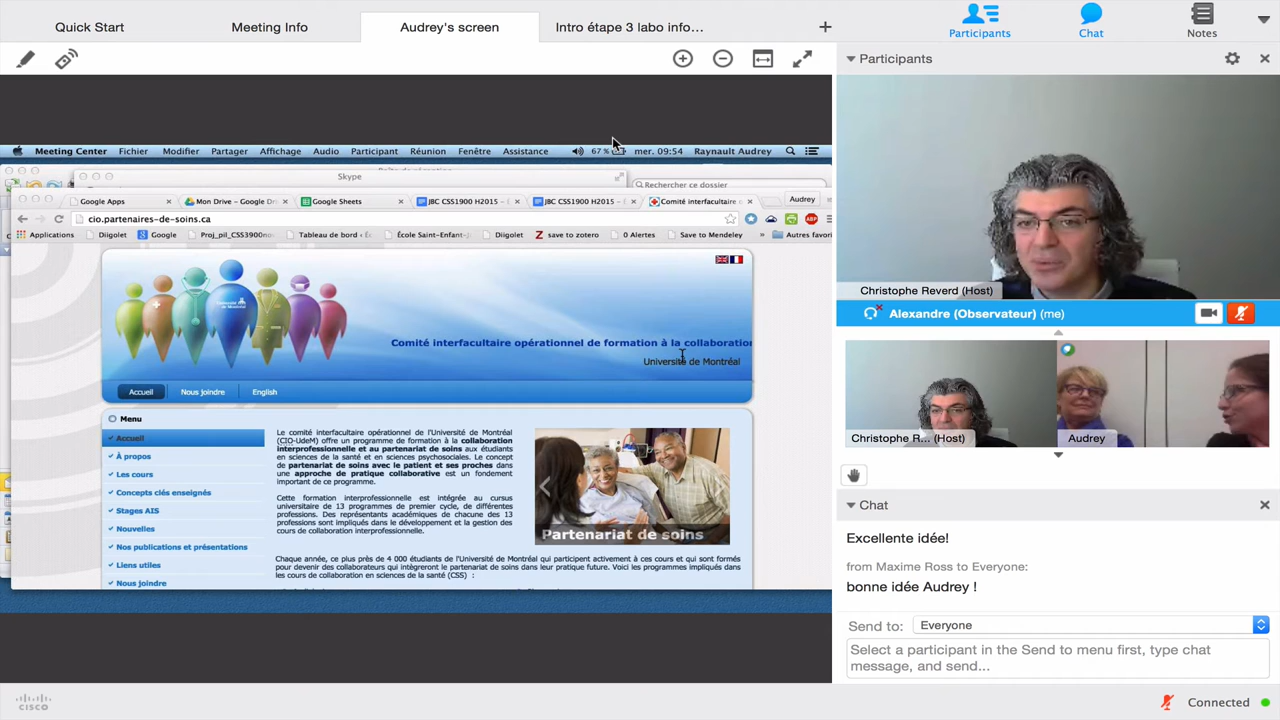 Quick Start
Meeting Info
Audrey's screen
Intro étape 3 labo info...
Participants
Chat
Notes
Participants
Meeting Center Fichier Modifier Partager Affichage Audio Participant Réunion Fenêtre Assistance 67 % mer. 09:54 Raynault Audrey
Skype
Rechercher ce dossier
Google Apps
Mon Drive – Google Dr
Google Sheets
JBC CSS1900 H2015 –
JBC CSS1900 H2015 –
Comité interfacultaire o
Audrey
cio.partenaires-de-soins.ca
Applications Diigolet Google Proj_pil_CSS3900no Tableau de bord École Saint-Enfant-J Diigolet save to zotero 0 Alertes Save to Mendeley » Autres favori
Comité interfacultaire opérationnel de formation à la collaboration
Université de Montréal
Accueil
Nous joindre
English
Menu
Accueil
À propos
Les cours
Concepts clés enseignés
Stages AIS
Nouvelles
Nos publications et présentations
Liens utiles
Nous joindre
Le comité interfacultaire opérationnel de l'Université de Montréal
(CIO-UdeM) offre un programme de formation à la collaboration
interprofessionnelle et au partenariat de soins aux étudiants
en sciences de la santé et en sciences psychosociales. Le concept
de partenariat de soins avec le patient et ses proches dans
une approche de pratique collaborative est un fondement
important de ce programme.
Cette formation interprofessionnelle est intégrée au cursus
universitaire de 13 programmes de premier cycle, de différentes
professions. Des représentants académiques de chacune des 13
professions sont impliqués dans le développement et la gestion des
cours de collaboration interprofessionnelle.
Partenariat de soins
Chaque année, ce plus près de 4 000 étudiants de l'Université de Montréal qui participent activement à ces cours et qui sont formés
pour devenir des collaborateurs qui intègreront le partenariat de soins dans leur pratique future. Voici les programmes impliqués dans
les cours de collaboration en sciences de la santé (CSS) :
Christophe Reverd (Host)
Alexandre (Observateur) (me)
Christophe R... (Host)
Audrey
Chat
Excellente idée!
from Maxime Ross to Everyone:
bonne idée Audrey !
Send to: Everyone
Select a participant in the Send to menu first, type chat
message, and send...
CISCO
Connected